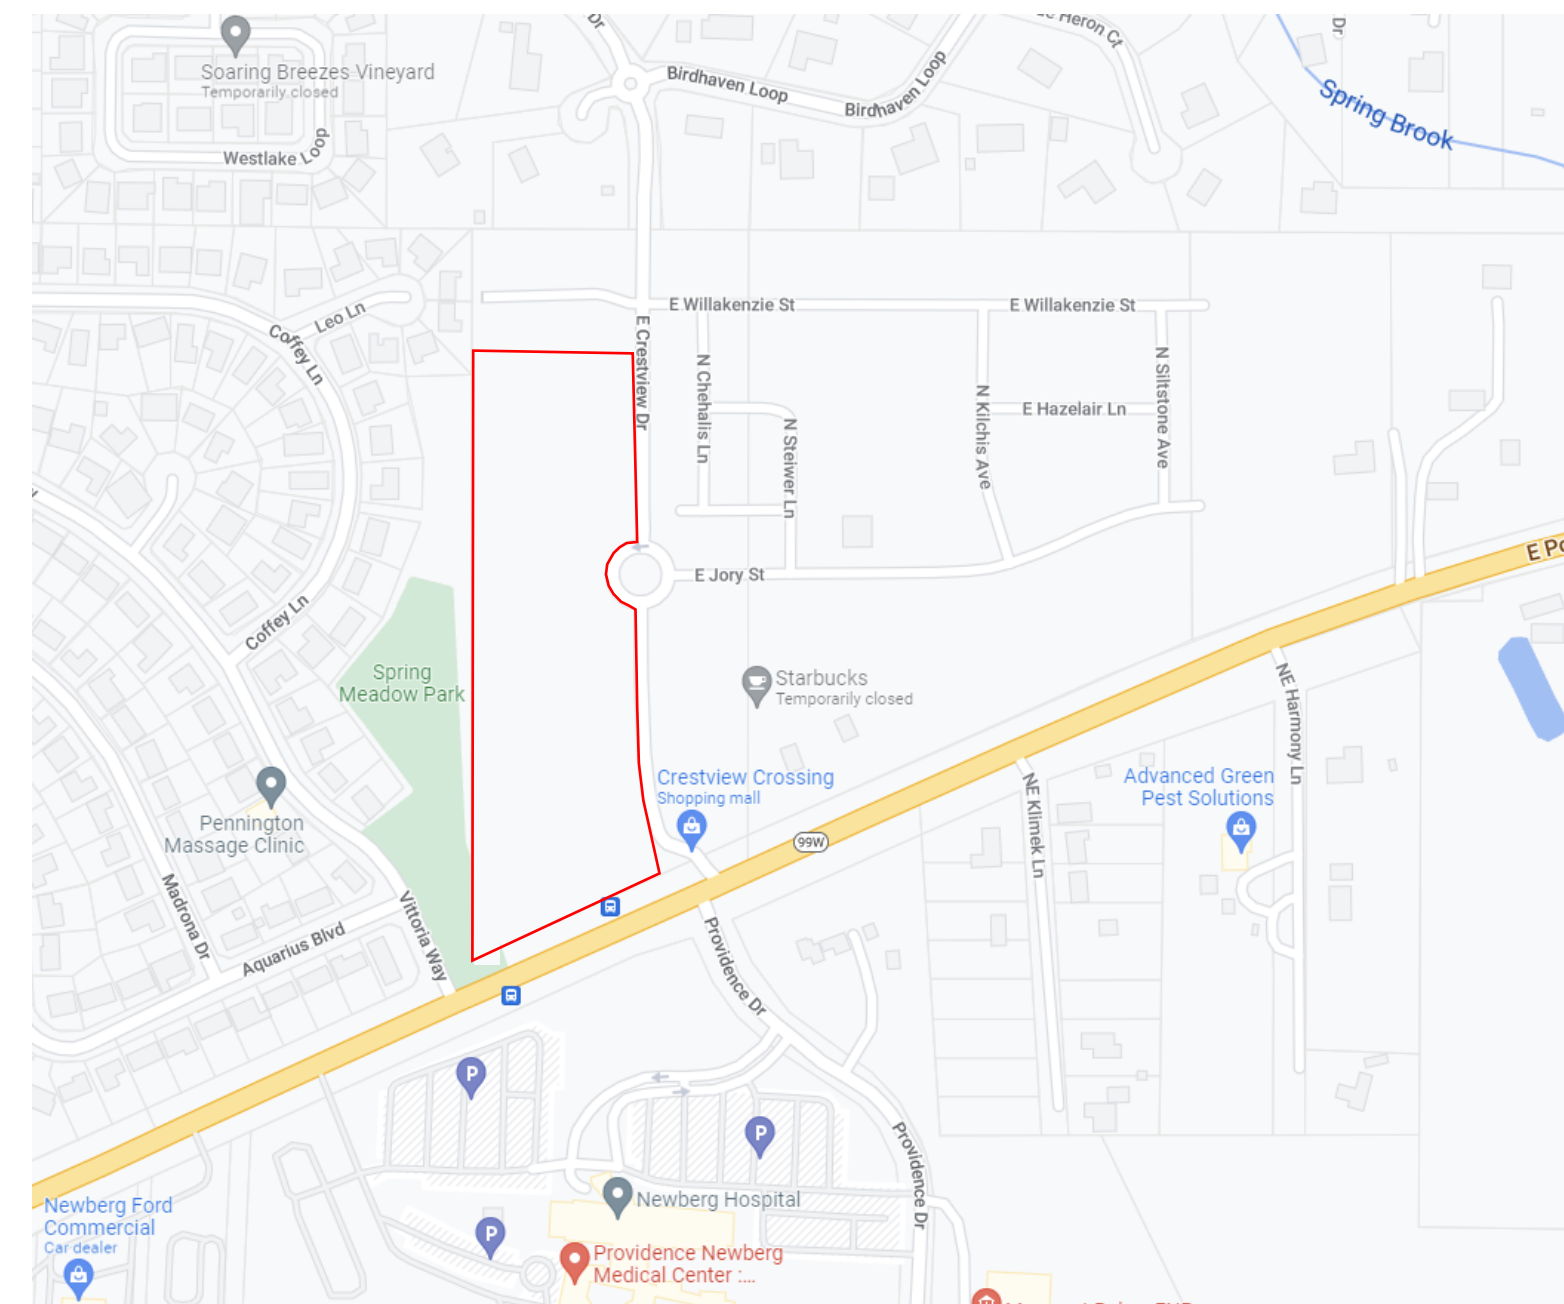 Dr
Heron Ct
Dr
Soaring Breezes Vineyard
Temporarily closed
Birdhaven Loop
Birdhaven Loop
Spring Brook
Westlake Loop
Leo Ln
Coffey Ln
E Willakenzie St
E Willakenzie St
E Crestview Dr
N Chehalis Ln
N Steiwer Ln
N Kilchis Ave
E Hazelair Ln
N Siltstone Ave
E Jory St
Coffey Ln
Spring
Meadow Park
Starbucks
Temporarily closed
NE Harmony Ln
Crestview Crossing
Shopping mall
Advanced Green
Pest Solutions
NE Klimek Ln
Pennington
Massage Clinic
99W
Madrona Dr
Vittoria Way
Aquarius Blvd
Providence Dr
P
P
Providence Dr
Newberg Hospital
Newberg Ford
Commercial
Car dealer
P
Providence Newberg
Medical Center :...